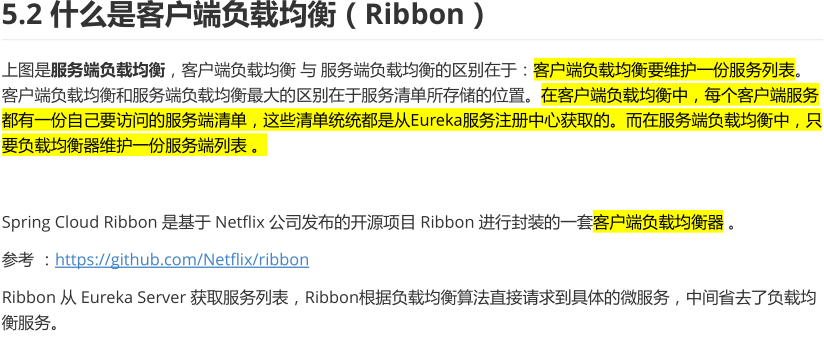 5.2 什么是客户端负载均衡（Ribbon）
上图是服务端负载均衡，客户端负载均衡 与 服务端负载均衡的区别在于：客户端负载均衡要维护一份服务列表。
客户端负载均衡和服务端负载均衡最大的区别在于服务清单所存储的位置。在客户端负载均衡中，每个客户端服务
都有一份自己要访问的服务端清单，这些清单统统都是从Eureka服务注册中心获取的。而在服务端负载均衡中，只
要负载均衡器维护一份服务端列表 。
Spring Cloud Ribbon 是基于 Netflix 公司发布的开源项目 Ribbon 进行封装的一套客户端负载均衡器 。
参考 ：https://github.com/Netflix/ribbon
Ribbon 从 Eureka Server 获取服务列表，Ribbon根据负载均衡算法直接请求到具体的微服务，中间省去了负载均
衡服务。